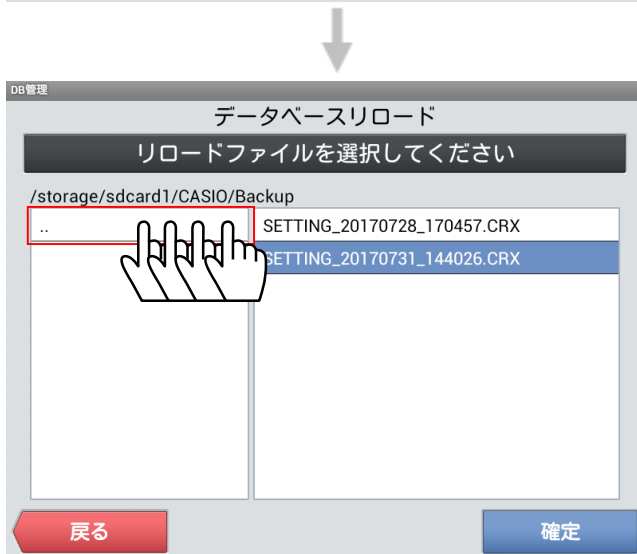 DB管理
データベースリロード
リロードファイルを選択してください
/storage/sdcard1/CASIO/Backup
..
SETTING_20170728_170457.CRX
SETTING_20170731_144026.CRX
戻る
確定